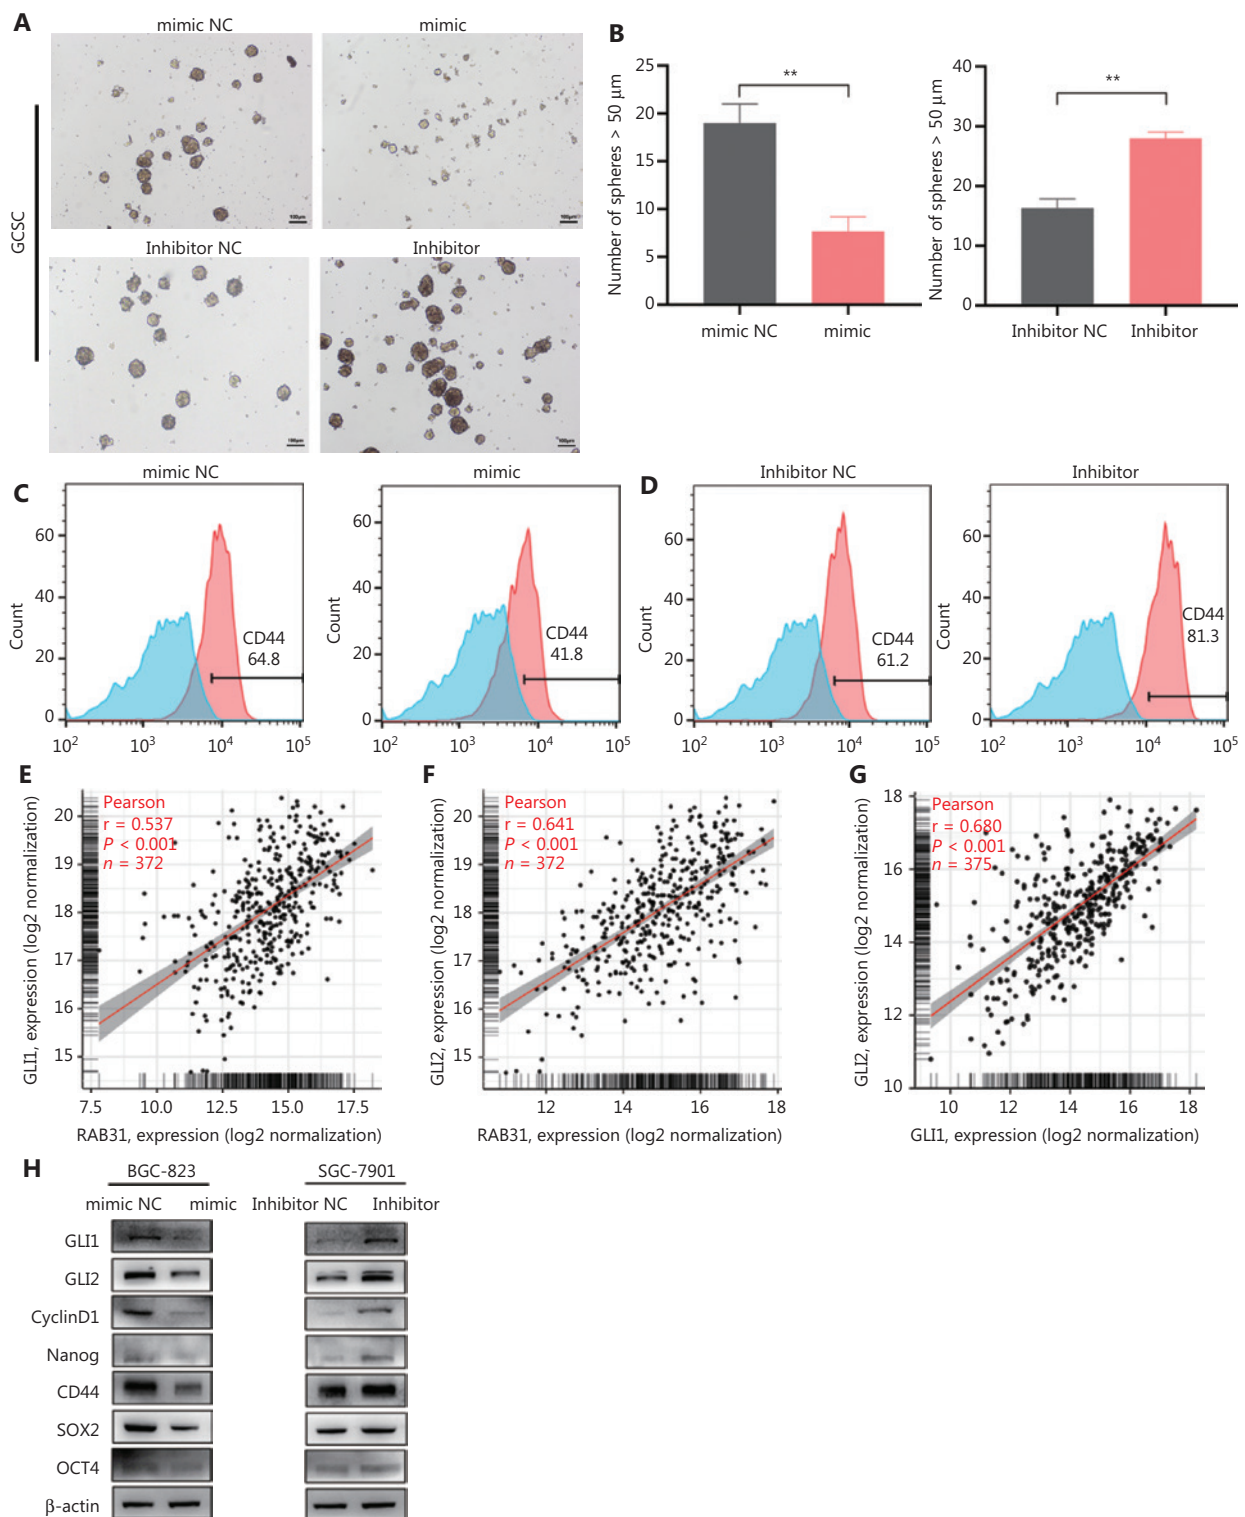 A
mimic NC
mimic
GCSC
100μm
100μm
Inhibitor NC
Inhibitor
100μm
100μm
B
Number of spheres > 50 μm
25
20
15
10
5
0
**
mimic NC
mimic
Number of spheres > 50 μm
40
30
20
10
0
**
Inhibitor NC
Inhibitor
C
mimic NC
Count
60
40
20
0
CD44
64.8
10² 10³ 10⁴ 10⁵
mimic
Count
60
40
20
0
CD44
41.8
10² 10³ 10⁴ 10⁵
D
Inhibitor NC
Count
60
40
20
0
CD44
61.2
10² 10³ 10⁴ 10⁵
Inhibitor
Count
80
60
40
20
0
CD44
81.3
10² 10³ 10⁴ 10⁵
E
GLI1, expression (log2 normalization)
20
19
18
17
16
15
Pearson
r = 0.537
P < 0.001
n = 372
7.5 10.0 12.5 15.0 17.5
RAB31, expression (log2 normalization)
F
GLI2, expression (log2 normalization)
20
19
18
17
16
15
Pearson
r = 0.641
P < 0.001
n = 372
12 14 16 18
RAB31, expression (log2 normalization)
G
GLI2, expression (log2 normalization)
18
16
14
12
10
Pearson
r = 0.680
P < 0.001
n = 375
10 12 14 16 18
GLI1, expression (log2 normalization)
H
BGC-823 SGC-7901
mimic NC mimic Inhibitor NC Inhibitor
GLI1
GLI2
CyclinD1
Nanog
CD44
SOX2
OCT4
β-actin